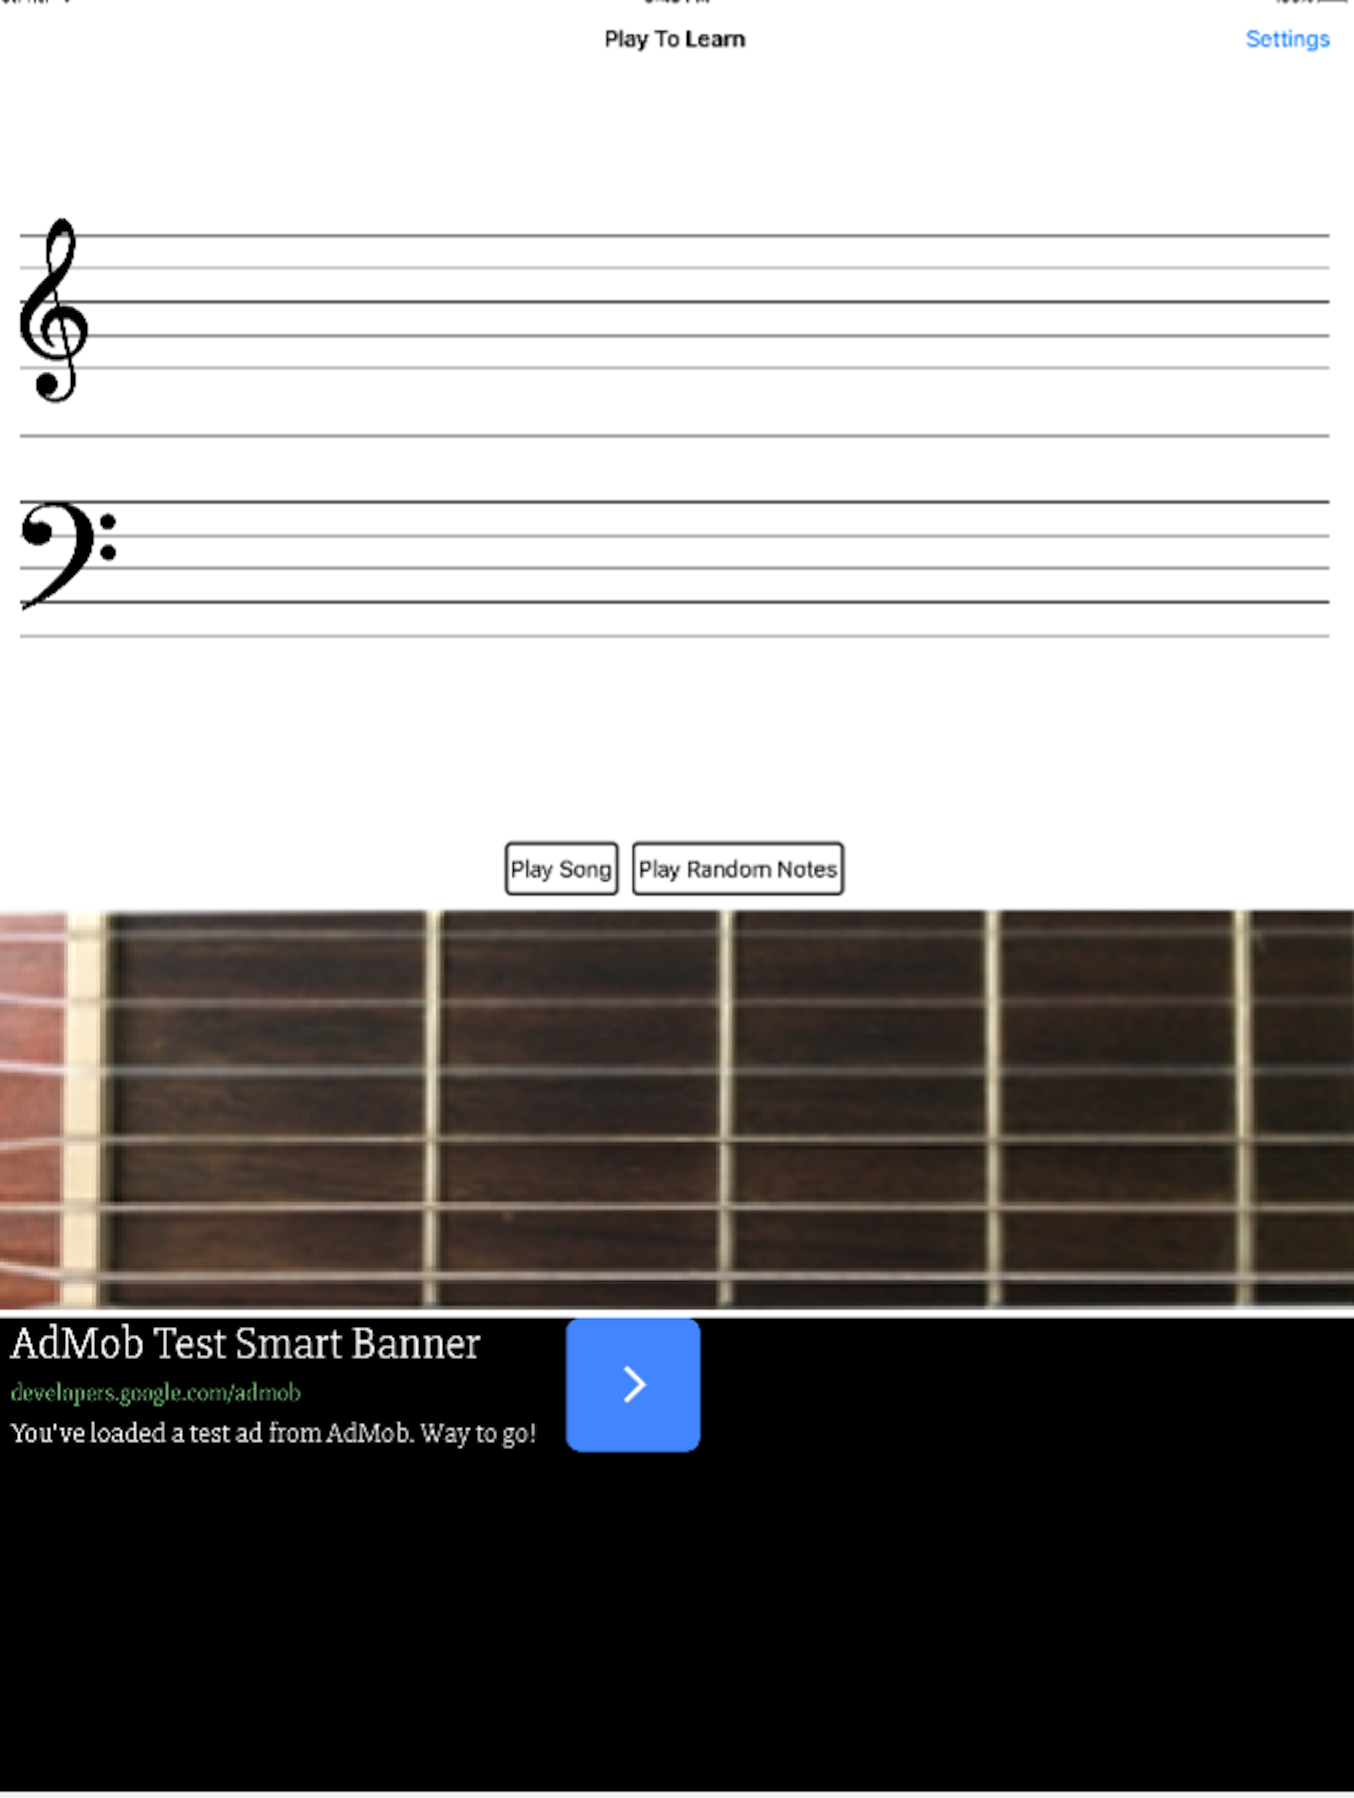 Play To Learn
Settings
Play Song
Play Random Notes
AdMob Test Smart Banner
developers.google.com/admob
You've loaded a test ad from AdMob. Way to go!